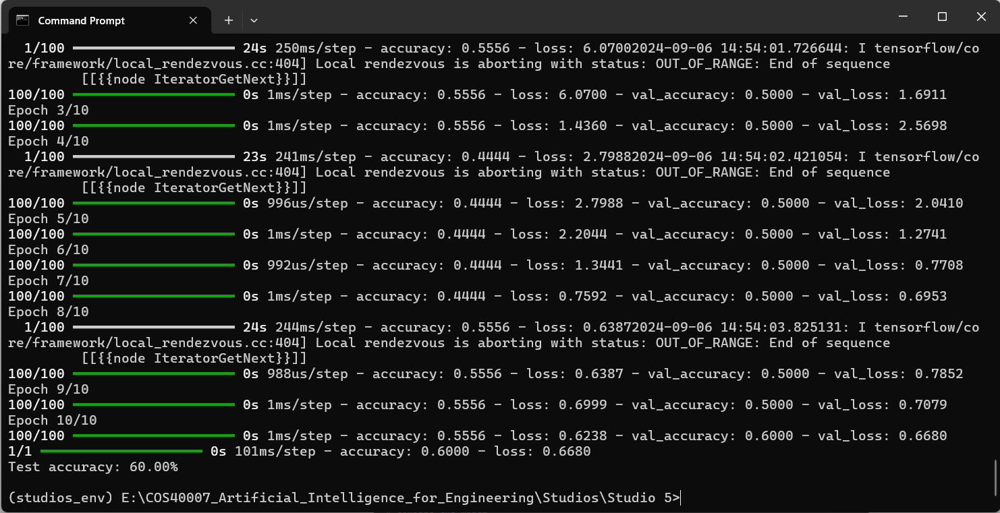 Command Prompt
1/100 24s 250ms/step - accuracy: 0.5556 - loss: 6.07002024-09-06 14:54:01.726644: I tensorflow/co
re/framework/local_rendezvous.cc:404] Local rendezvous is aborting with status: OUT_OF_RANGE: End of sequence
[[{{node IteratorGetNext}}]]
100/100 0s 1ms/step - accuracy: 0.5556 - loss: 6.0700 - val_accuracy: 0.5000 - val_loss: 1.6911
Epoch 3/10
100/100 0s 1ms/step - accuracy: 0.5556 - loss: 1.4360 - val_accuracy: 0.5000 - val_loss: 2.5698
Epoch 4/10
1/100 23s 241ms/step - accuracy: 0.4444 - loss: 2.79882024-09-06 14:54:02.421054: I tensorflow/co
re/framework/local_rendezvous.cc:404] Local rendezvous is aborting with status: OUT_OF_RANGE: End of sequence
[[{{node IteratorGetNext}}]]
100/100 0s 996us/step - accuracy: 0.4444 - loss: 2.7988 - val_accuracy: 0.5000 - val_loss: 2.0410
Epoch 5/10
100/100 0s 1ms/step - accuracy: 0.4444 - loss: 2.2044 - val_accuracy: 0.5000 - val_loss: 1.2741
Epoch 6/10
100/100 0s 992us/step - accuracy: 0.4444 - loss: 1.3441 - val_accuracy: 0.5000 - val_loss: 0.7708
Epoch 7/10
100/100 0s 1ms/step - accuracy: 0.4444 - loss: 0.7592 - val_accuracy: 0.5000 - val_loss: 0.6953
Epoch 8/10
1/100 24s 244ms/step - accuracy: 0.5556 - loss: 0.63872024-09-06 14:54:03.825131: I tensorflow/co
re/framework/local_rendezvous.cc:404] Local rendezvous is aborting with status: OUT_OF_RANGE: End of sequence
[[{{node IteratorGetNext}}]]
100/100 0s 988us/step - accuracy: 0.5556 - loss: 0.6387 - val_accuracy: 0.5000 - val_loss: 0.7852
Epoch 9/10
100/100 0s 1ms/step - accuracy: 0.5556 - loss: 0.6999 - val_accuracy: 0.5000 - val_loss: 0.7079
Epoch 10/10
100/100 0s 1ms/step - accuracy: 0.5556 - loss: 0.6238 - val_accuracy: 0.6000 - val_loss: 0.6680
1/1 0s 101ms/step - accuracy: 0.6000 - loss: 0.6680
Test accuracy: 60.00%
(studios_env) E:\COS40007_Artificial_Intelligence_for_Engineering\Studios\Studio 5>